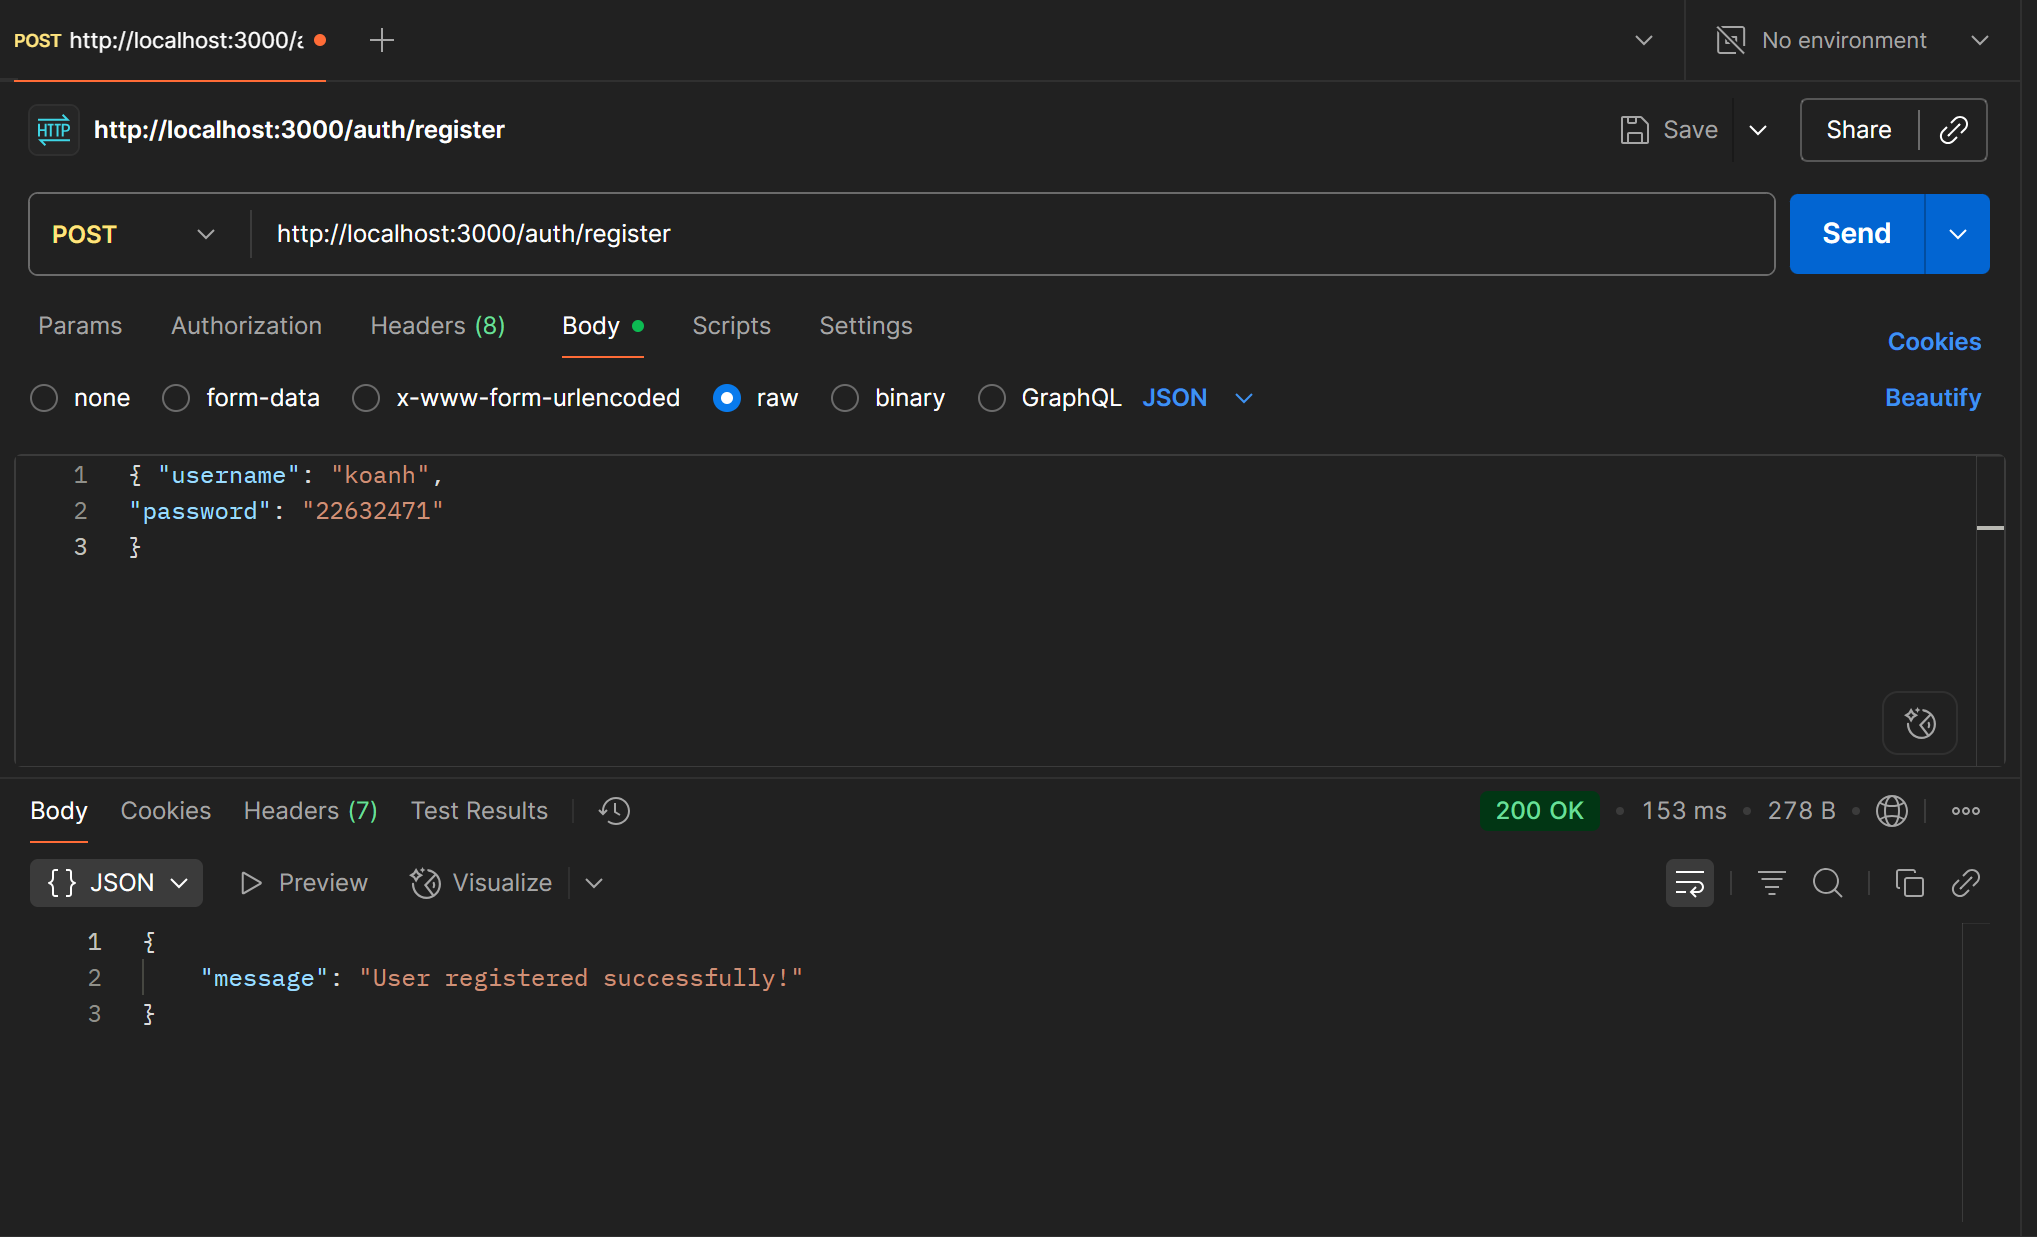 POST http://localhost:3000/a
No environment
HTTP http://localhost:3000/auth/register
Save
Share
POST
http://localhost:3000/auth/register
Send
Params
Authorization
Headers (8)
Body
Scripts
Settings
Cookies
none
form-data
x-www-form-urlencoded
raw
binary
GraphQL
JSON
Beautify
1 { "username": "koanh",
2 "password": "22632471"
3 }
Body
Cookies
Headers (7)
Test Results
200 OK
153 ms
278 B
{} JSON
Preview
Visualize
1 {
2 "message": "User registered successfully!"
3 }